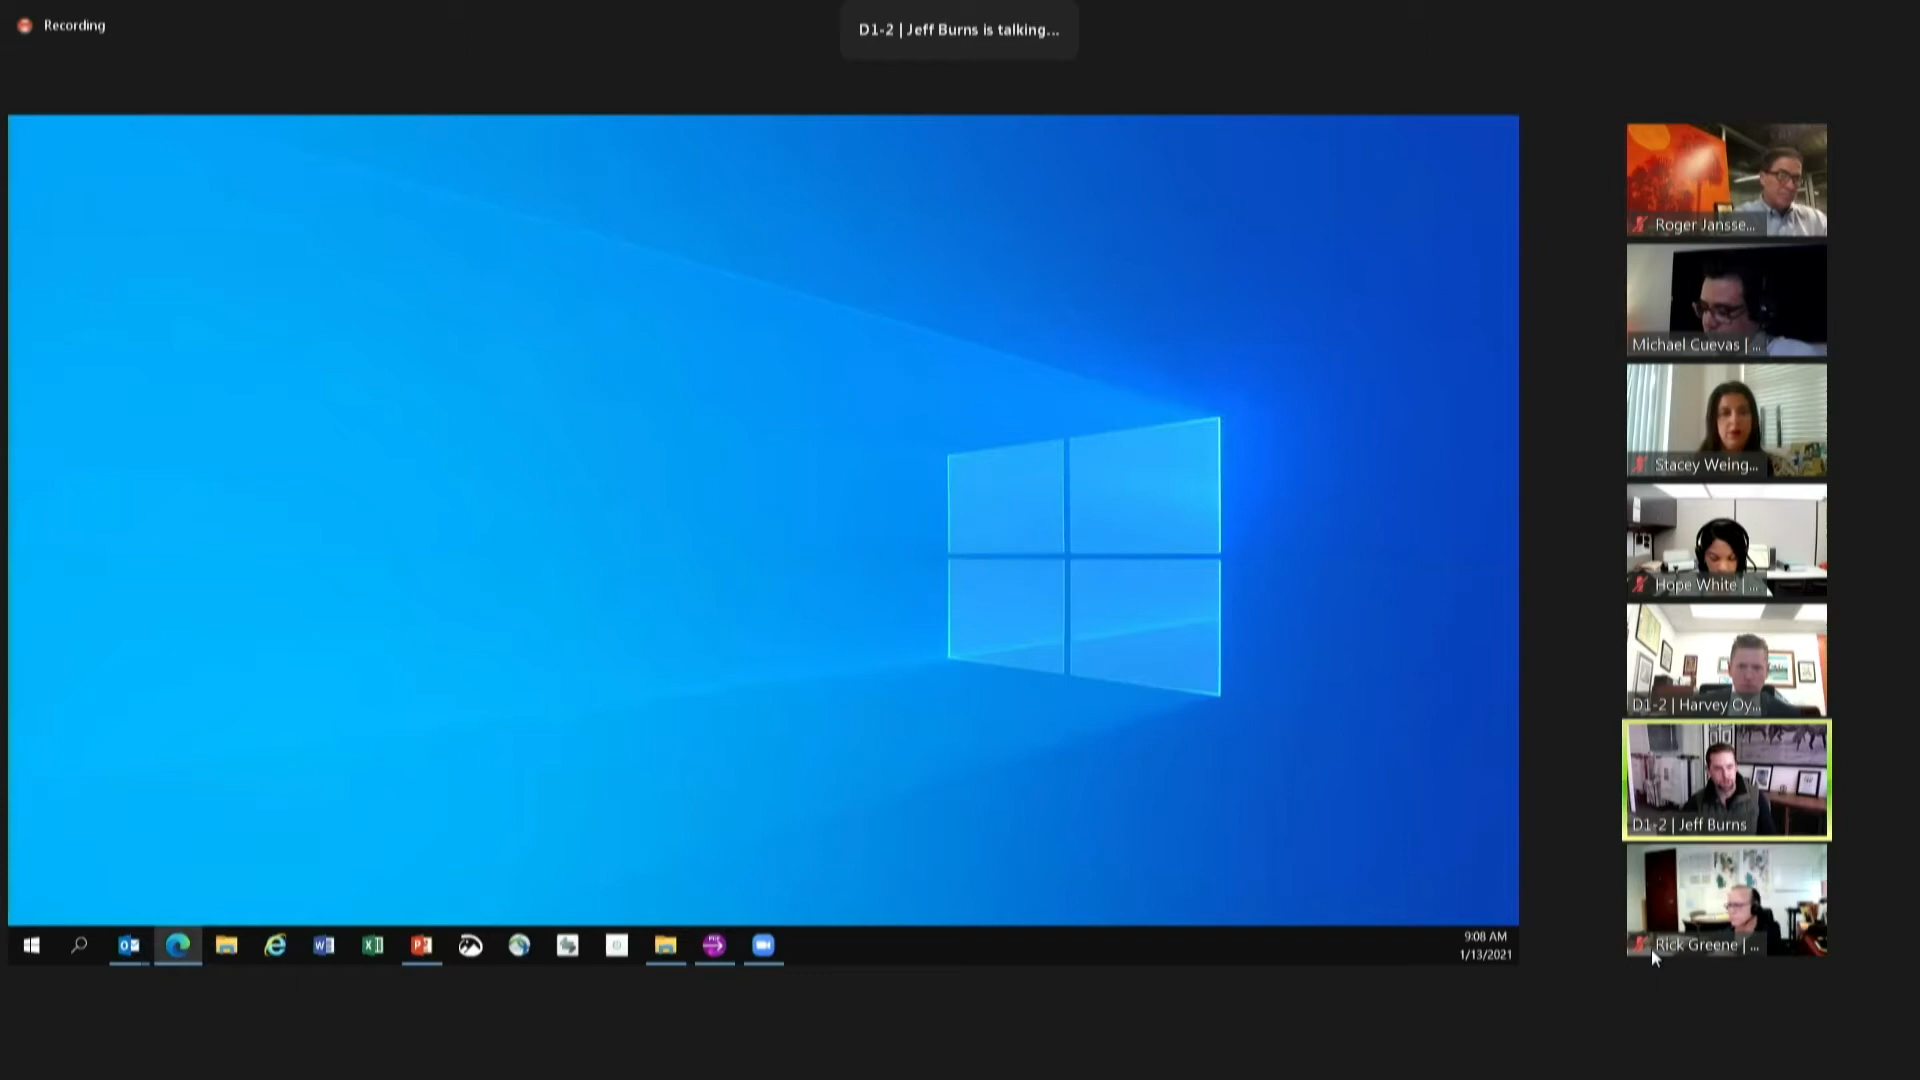 Recording
D1-2 | Jeff Burns is talking...
Roger Jansse...
Michael Cuevas | ...
Stacey Weing...
Hope White | ...
D1-2 | Harvey Oy...
D1-2 | Jeff Burns
Rick Greene | ...
9:08 AM
1/13/2021